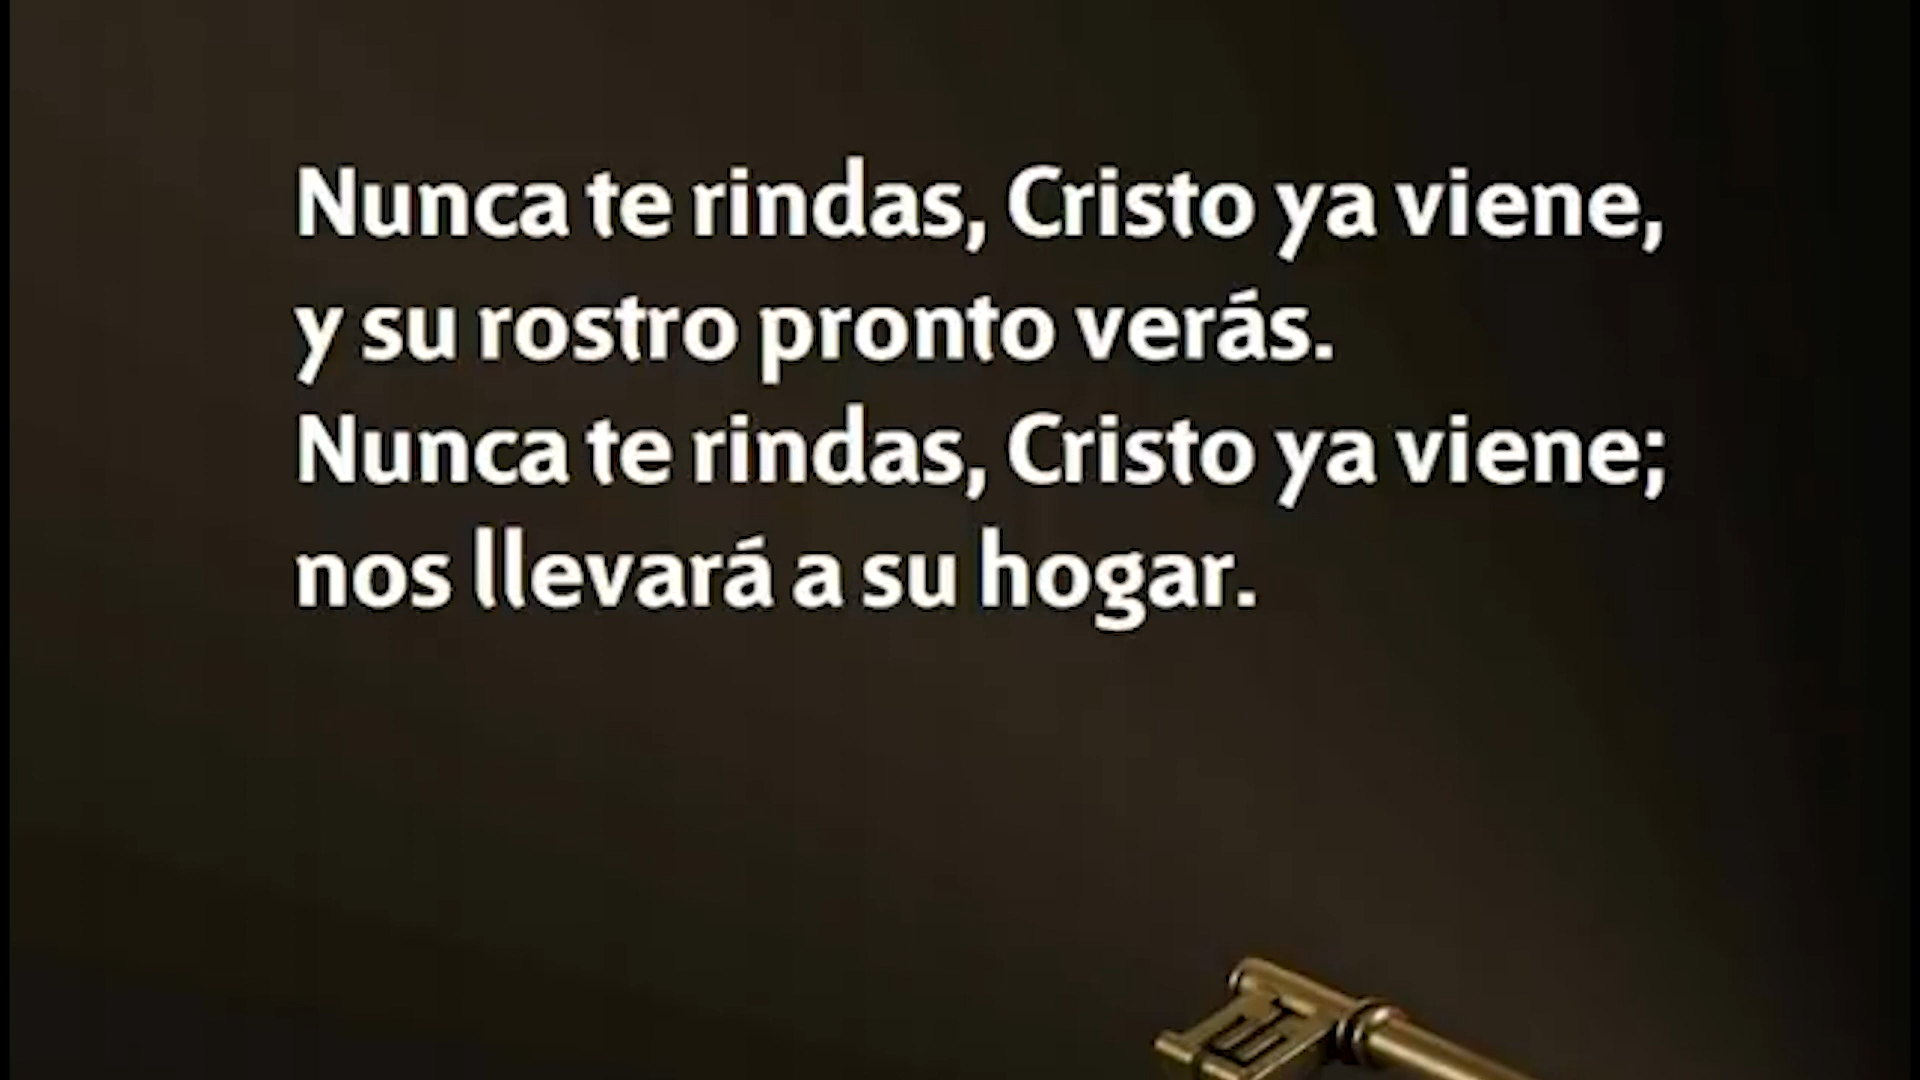 Nunca te rindas, Cristo ya viene,
y su rostro pronto verás.
Nunca te rindas, Cristo ya viene;
nos llevará a su hogar.